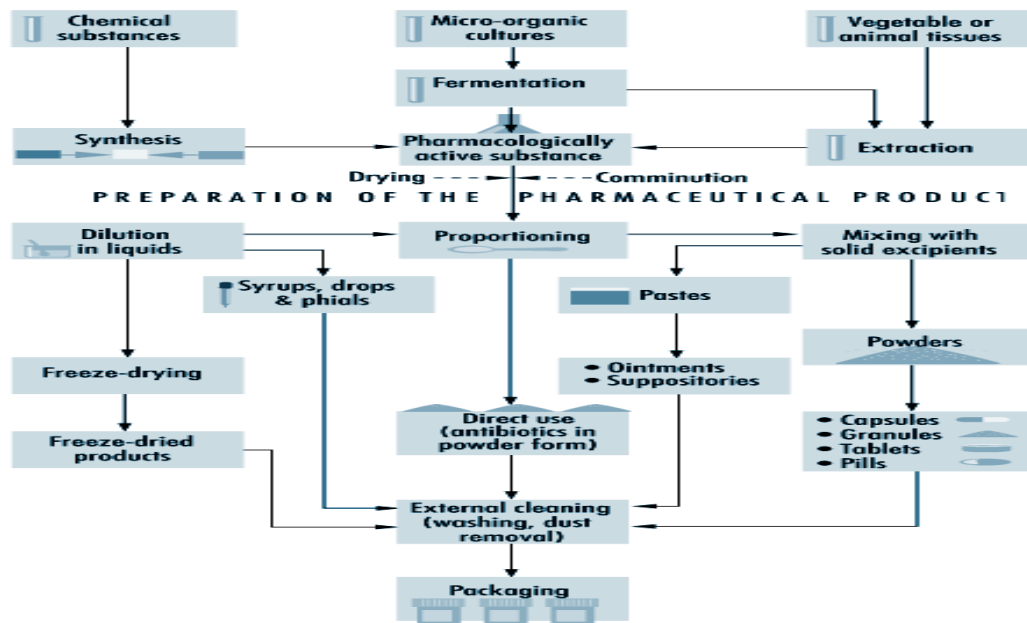 Chemical
substances
Micro-organic
cultures
Vegetable or
animal tissues
Fermentation
Synthesis
Pharmacologically
active substance
Extraction
Drying
Comminution
PREPARATION OF THE PHARMACEUTICAL PRODUCT
Dilution
in liquids
Proportioning
Mixing with
solid excipients
Syrups, drops
& phials
Pastes
Powders
Freeze-drying
• Ointments
• Suppositories
Direct use
(antibiotics in
powder form)
• Capsules
• Granules
• Tablets
• Pills
Freeze-dried
products
External cleaning
(washing, dust
removal)
Packaging